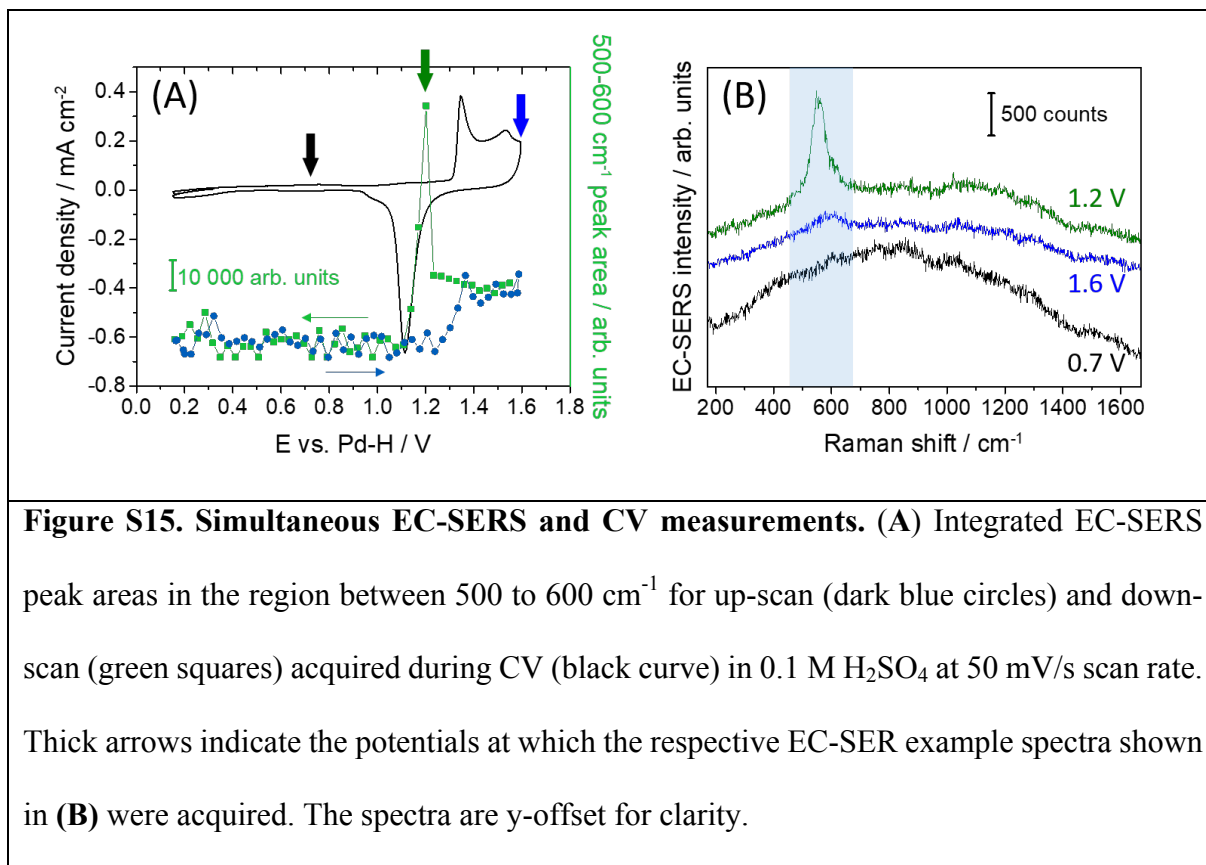 (A)
Current density / mA cm-2
0.4
0.2
0.0
-0.2
-0.4
-0.6
-0.8
10 000 arb. units
0.0 0.2 0.4 0.6 0.8 1.0 1.2 1.4 1.6 1.8
E vs. Pd-H / V
500-600 cm-1 peak area / arb. units
(B)
500 counts
EC-SERS intensity / arb. units
1.2 V
1.6 V
0.7 V
200 400 600 800 1000 1200 1400 1600
Raman shift / cm-1
Figure S15. Simultaneous EC-SERS and CV measurements. (A) Integrated EC-SERS
peak areas in the region between 500 to 600 cm-1 for up-scan (dark blue circles) and down-
scan (green squares) acquired during CV (black curve) in 0.1 M H2SO4 at 50 mV/s scan rate.
Thick arrows indicate the potentials at which the respective EC-SER example spectra shown
in (B) were acquired. The spectra are y-offset for clarity.